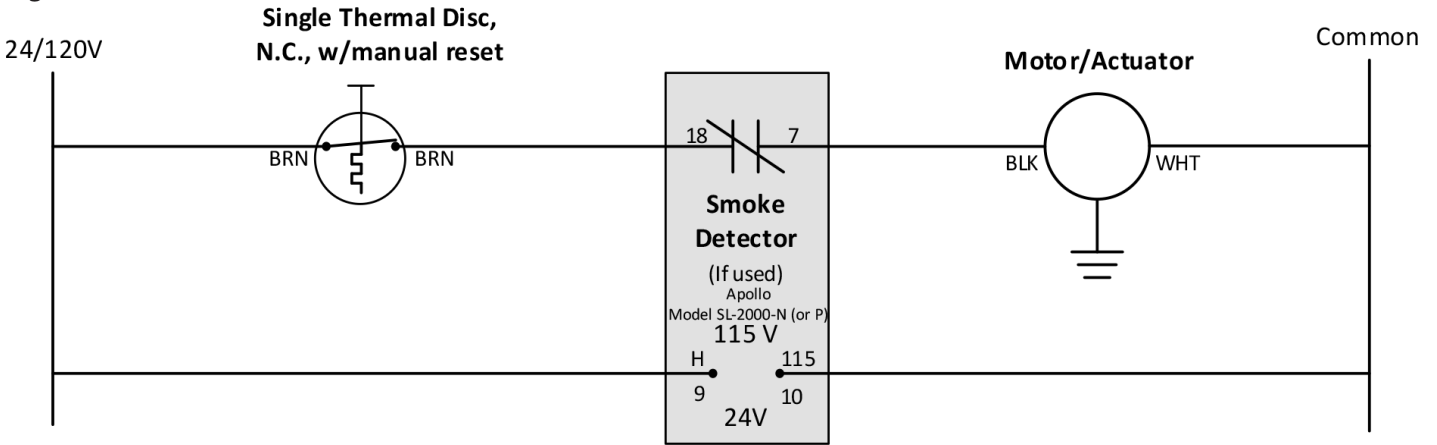 Single Thermal Disc,
N.C., w/manual reset
24/120V
Common
Motor/Actuator
18
7
BRN
BRN
BLK
WHT
Smoke
Detector
(If used)
Apollo
Model SL-2000-N (or P)
115 V
H
115
9
10
24V